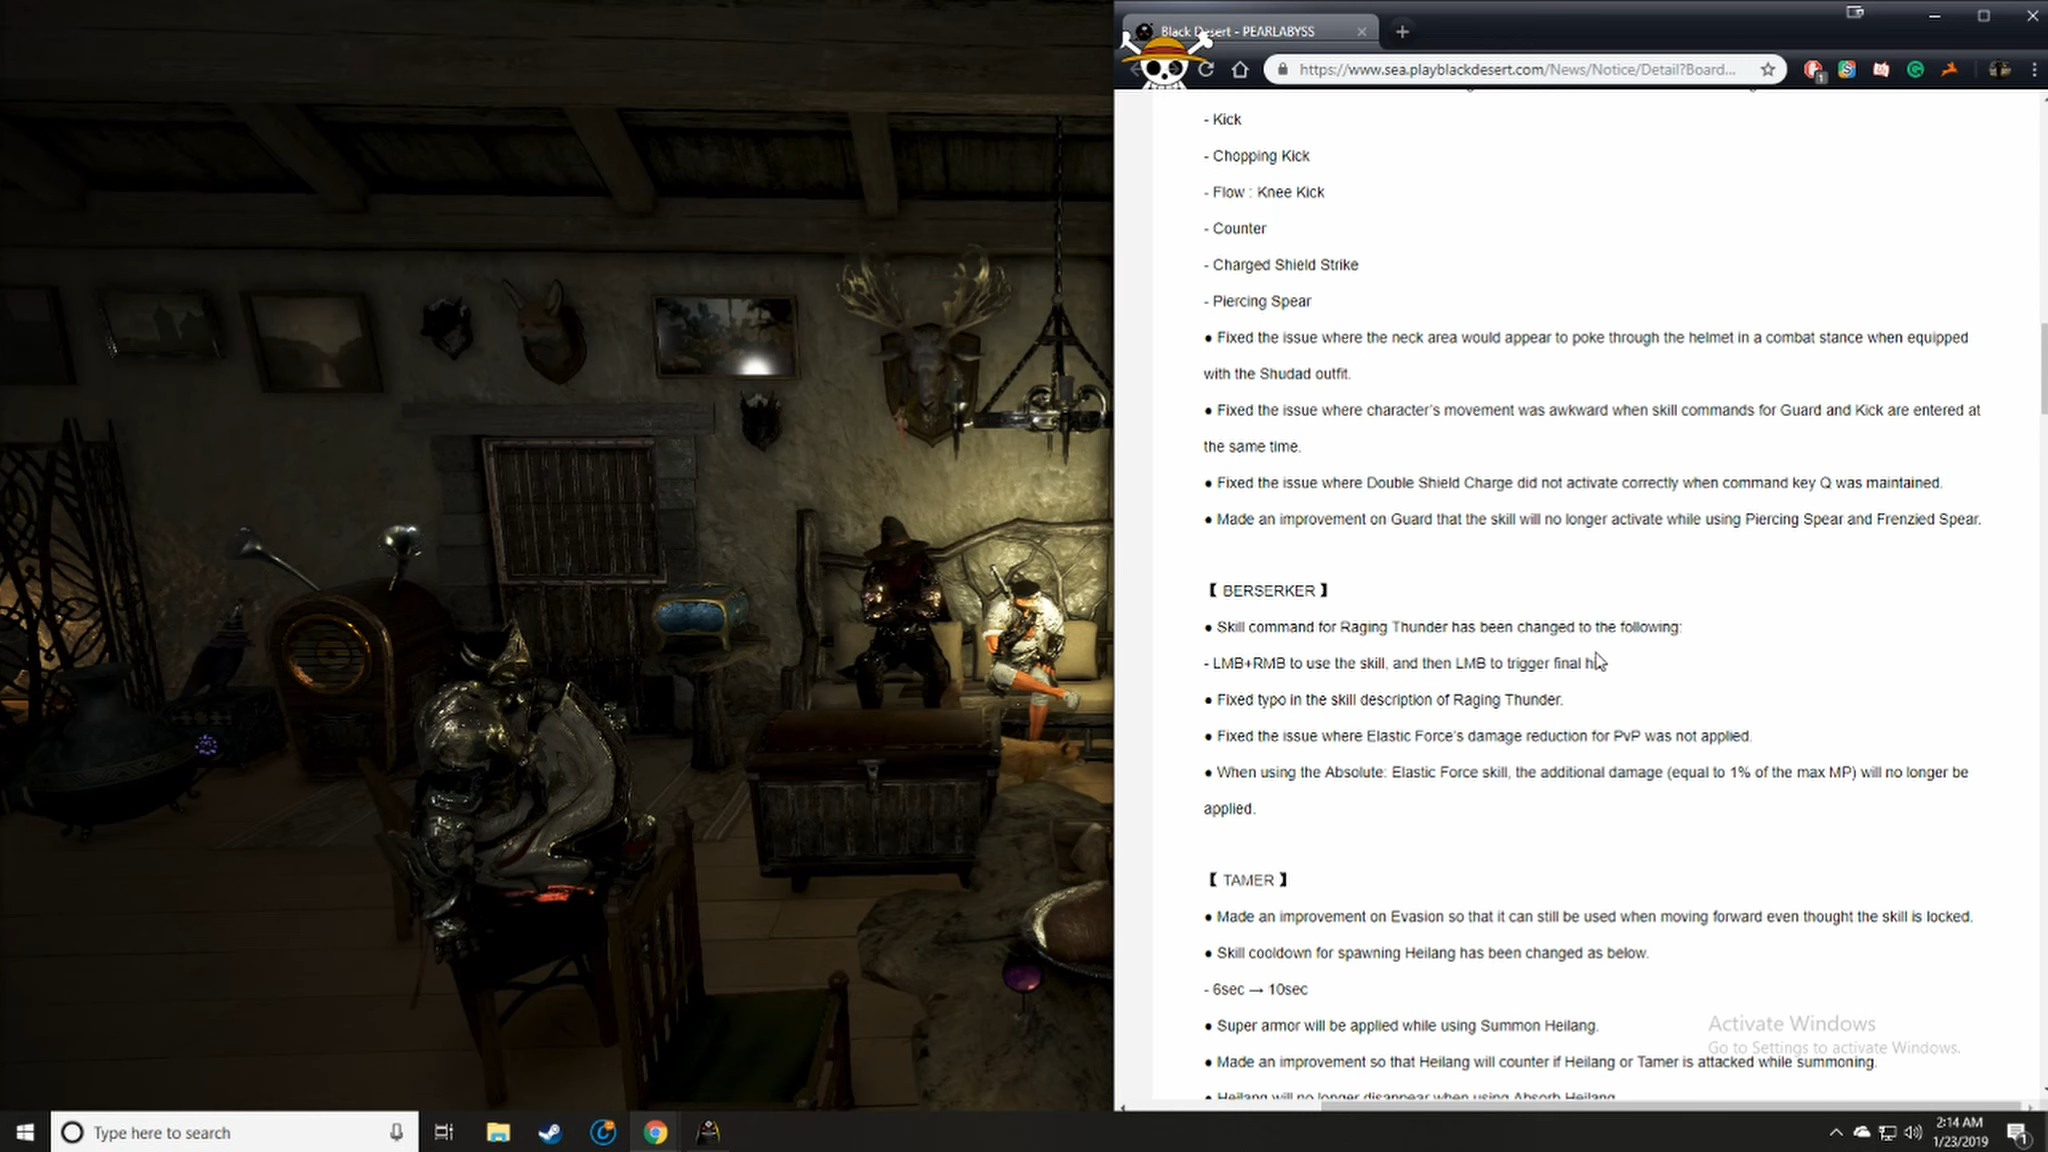 Black Desert - PEARLABYSS
https://www.sea.playblackdesert.com/News/Notice/Detail?Board...
- Kick
- Chopping Kick
- Flow : Knee Kick
- Counter
- Charged Shield Strike
- Piercing Spear
● Fixed the issue where the neck area would appear to poke through the helmet in a combat stance when equipped
with the Shudad outfit.
● Fixed the issue where character's movement was awkward when skill commands for Guard and Kick are entered at
the same time.
● Fixed the issue where Double Shield Charge did not activate correctly when command key Q was maintained.
● Made an improvement on Guard that the skill will no longer activate while using Piercing Spear and Frenzied Spear.
【 BERSERKER 】
● Skill command for Raging Thunder has been changed to the following:
- LMB+RMB to use the skill, and then LMB to trigger final
● Fixed typo in the skill description of Raging Thunder.
● Fixed the issue where Elastic Force's damage reduction for PvP was not applied.
● When using the Absolute: Elastic Force skill, the additional damage (equal to 1% of the max MP) will no longer be
applied.
【 TAMER 】
● Made an improvement on Evasion so that it can still be used when moving forward even thought the skill is locked.
● Skill cooldown for spawning Heilang has been changed as below.
- 6sec → 10sec
● Super armor will be applied while using Summon Heilang.
● Made an improvement so that Heilang will counter if Heilang or Tamer is attacked while summoning.
● Heilang will no longer disappear when using Absorb Heilang
Activate Windows
Go to Settings to activate Windows.
Type here to search
2:14 AM
1/23/2019
1